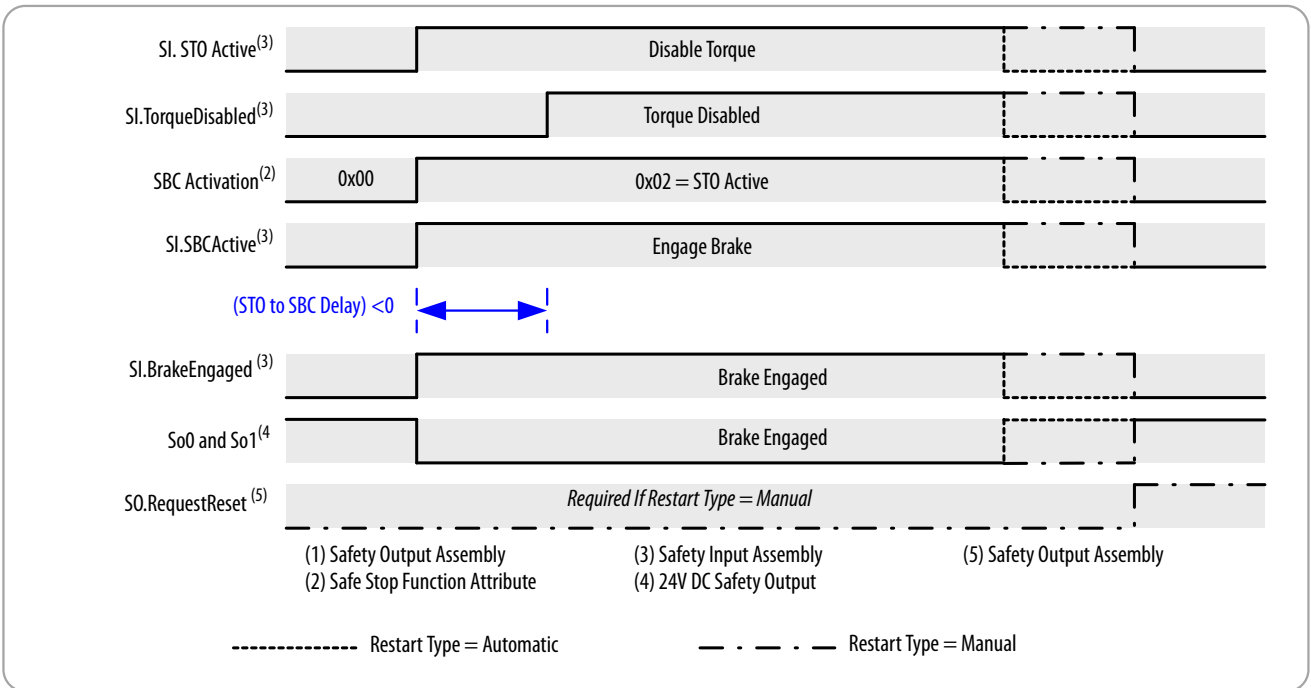 SI. STO Active(3)
Disable Torque
SI.TorqueDisabled(3)
Torque Disabled
SBC Activation(2)
0x00
0x02 = STO Active
SI.SBCActive(3)
Engage Brake
(STO to SBC Delay) <0
SI.BrakeEngaged (3)
Brake Engaged
So0 and So1(4
Brake Engaged
SO.RequestReset (5)
Required If Restart Type = Manual
(1) Safety Output Assembly
(3) Safety Input Assembly
(5) Safety Output Assembly
(2) Safe Stop Function Attribute
(4) 24V DC Safety Output
Restart Type = Automatic
Restart Type = Manual